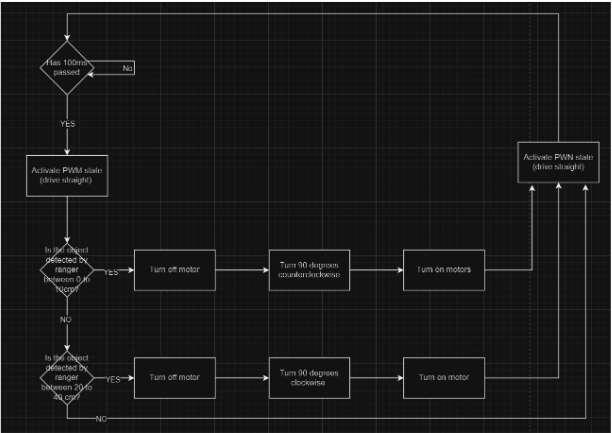 Has 100ms
passed
No
YES
Activate PWM state
(drive straight)
Activate PWN state
(drive straight)
Is the object
detected by
ranger
between 0 to
10cm?
YES
Turn off motor
Turn 90 degrees
counterclockwise
Turn on motors
NO
Is the object
detected by
ranger
between 20 to
40 cm?
YES
Turn off motor
Turn 90 degrees
clockwise
Turn on motor
NO